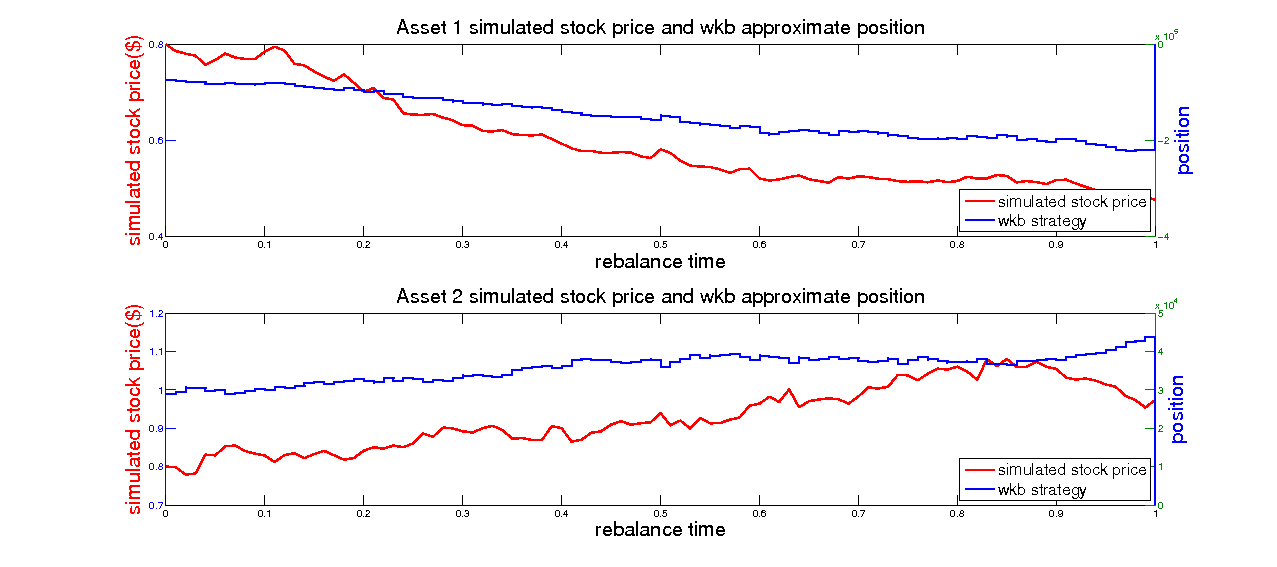 Asset 1 simulated stock price and wkb approximate position
simulated stock price($)
0.8
0.6
0.4
0 0.1 0.2 0.3 0.4 0.5 0.6 0.7 0.8 0.9 1
x 10
0
-2
-4
position
simulated stock price
wkb strategy
rebalance time
Asset 2 simulated stock price and wkb approximate position
simulated stock price($)
1.2
1.1
1
0.9
0.8
0.7
0 0.1 0.2 0.3 0.4 0.5 0.6 0.7 0.8 0.9 1
x 10^4
5
4
3
2
1
0
position
simulated stock price
wkb strategy
rebalance time